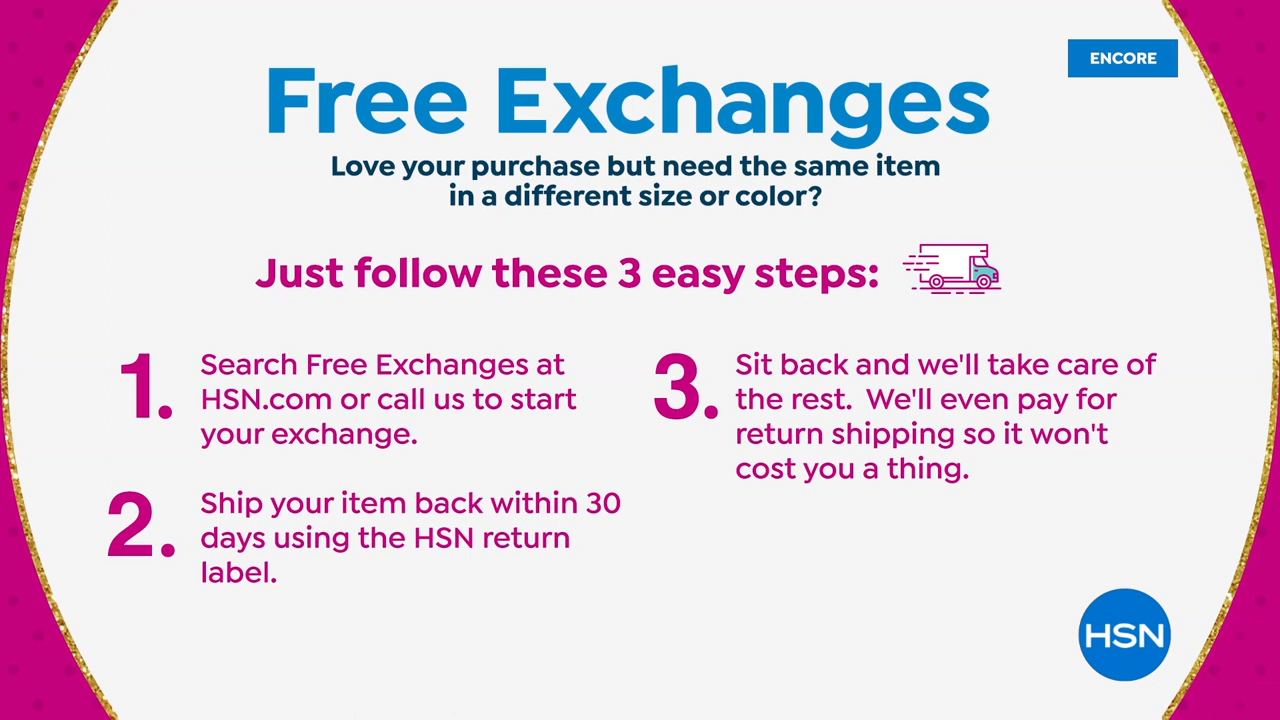 ENCORE
Free Exchanges
Love your purchase but need the same item
in a different size or color?
Just follow these 3 easy steps:
1. Search Free Exchanges at
HSN.com or call us to start
your exchange.
2. Ship your item back within 30
days using the HSN return
label.
3. Sit back and we'll take care of
the rest.  We'll even pay for
return shipping so it won't
cost you a thing.
HSN